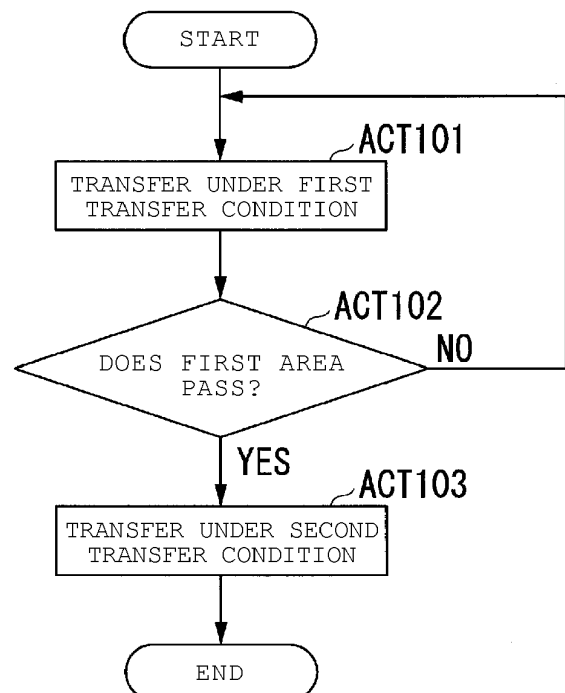 START
ACT101
TRANSFER UNDER FIRST
TRANSFER CONDITION
ACT102
DOES FIRST AREA
PASS?
NO
YES
ACT103
TRANSFER UNDER SECOND
TRANSFER CONDITION
END